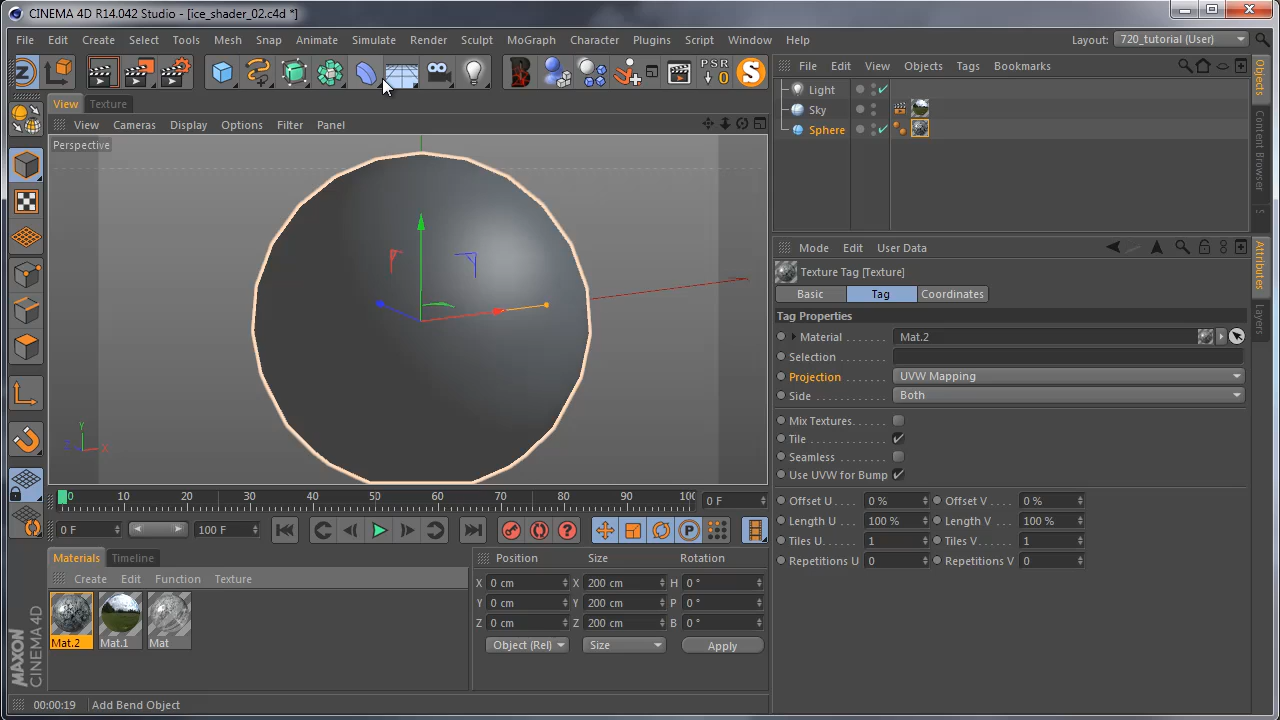 CINEMA 4D R14.042 Studio - [ice_shader_02.c4d *]
File Edit Create Select Tools Mesh Snap Animate Simulate Render Sculpt MoGraph Character Plugins Script Window Help Layout: 720_tutorial (User)
PSR
0
View Texture
View Cameras Display Options Filter Panel
Perspective
Y
Z X
File Edit View Objects Tags Bookmarks
Light
Sky
Sphere
Objects
Content Browser
S
Mode Edit User Data
Texture Tag [Texture]
Basic Tag Coordinates
Tag Properties
Material Mat.2
Selection
Projection UVW Mapping
Side Both
Mix Textures
Tile
Seamless
Use UVW for Bump
Offset U 0 % Offset V 0 %
Length U 100 % Length V 100 %
Tiles U 1 Tiles V 1
Repetitions U 0 Repetitions V 0
Attributes
Layers
0 10 20 30 40 50 60 70 80 90 100 0 F
0 F 100 F
Materials Timeline
Create Edit Function Texture
Mat.2 Mat.1 Mat
Position Size Rotation
X 0 cm X 200 cm H 0 °
Y 0 cm Y 200 cm P 0 °
Z 0 cm Z 200 cm B 0 °
Object (Rel) Size Apply
MAXON
CINEMA 4D
00:00:19 Add Bend Object